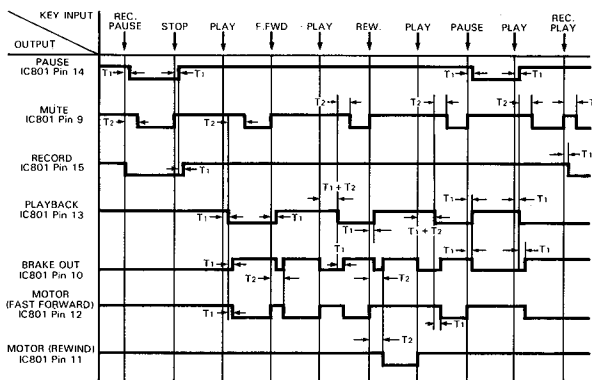 KEY INPUT
REC. PAUSE
STOP
PLAY
F.FWD
PLAY
REW.
PLAY
PAUSE
PLAY
REC. PLAY
OUTPUT
PAUSE
IC801 Pin 14
T1
T1
T1
T1
MUTE
IC801 Pin 9
T2
T2
T2
T2
T2
T2
RECORD
IC801 Pin 15
T1
T1
PLAYBACK
IC801 Pin 13
T1
T1
T1 + T2
T1
T1 + T2
T1
T1
BRAKE OUT
IC801 Pin 10
T1
T2
T1
T2
T1
T1
MOTOR
(FAST FORWARD)
IC801 Pin 12
T1
T1
MOTOR (REWIND)
IC801 Pin 11
T2